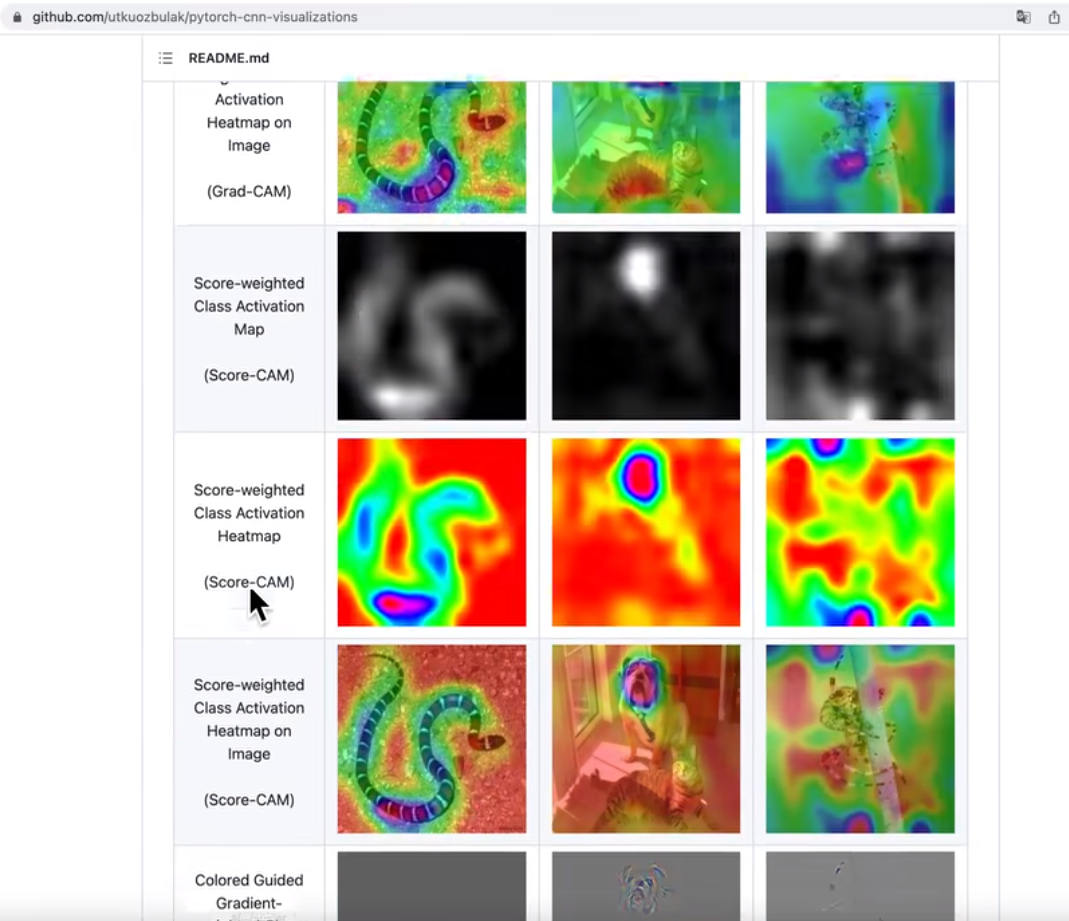 github.com/utkuozbulak/pytorch-cnn-visualizations
README.md
Activation
Heatmap on
Image
(Grad-CAM)
Score-weighted
Class Activation
Map
(Score-CAM)
Score-weighted
Class Activation
Heatmap
(Score-CAM)
Score-weighted
Class Activation
Heatmap on
Image
(Score-CAM)
Colored Guided
Gradient-